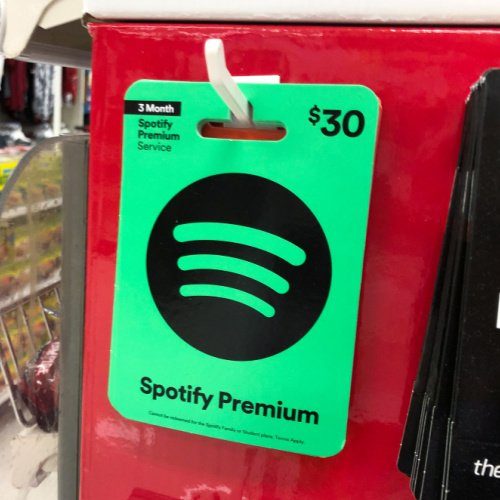 3 Month
Spotify
Premium
Service
$30
Spotify Premium
Cannot be redeemed for the Spotify Family or Student plans. Terms Apply.
the